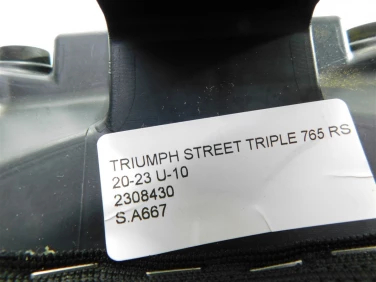 TRIUMPH STREET TRIPLE 765 RS
20-23 U-10
2308430
S.A667